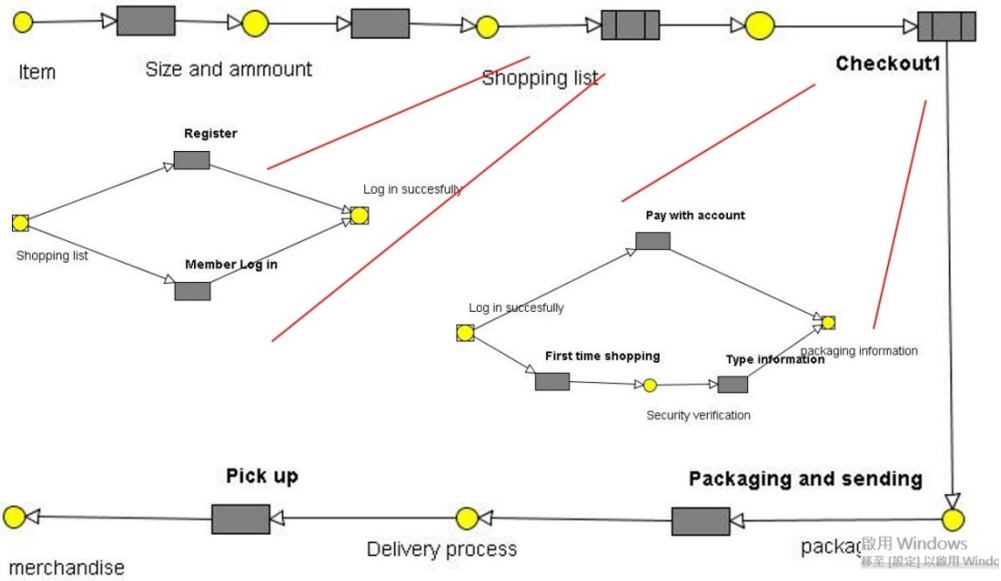 Item
Size and ammount
Shopping list
Checkout1
Register
Log in succesfully
Shopping list
Member Log in
Pay with account
Log in succesfully
First time shopping
Type information
packaging information
Security verification
Pick up
Packaging and sending
merchandise
Delivery process
啟用 Windows
移至 [設定] 以啟用